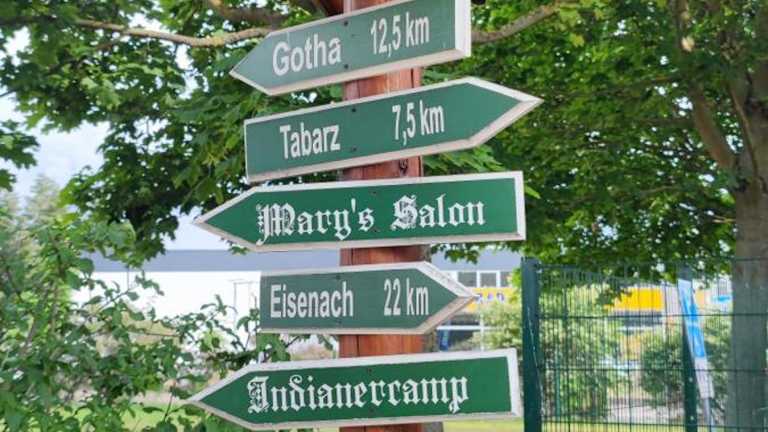 Gotha 12,5 km
Tabarz 7,5 km
Mary's Salon
Eisenach 22 km
Indianercamp